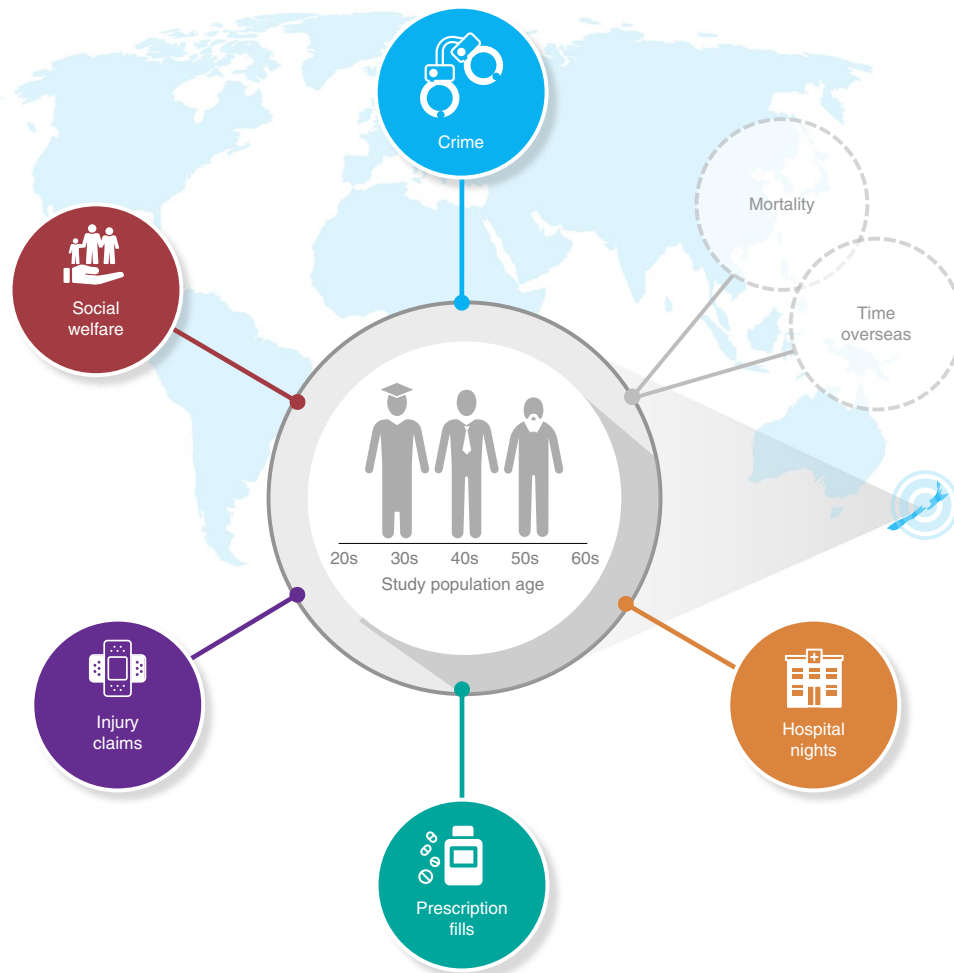 Crime
Mortality
Social
welfare
Time
overseas
20s 30s 40s 50s 60s
Study population age
Injury
claims
Hospital
nights
Prescription
fills